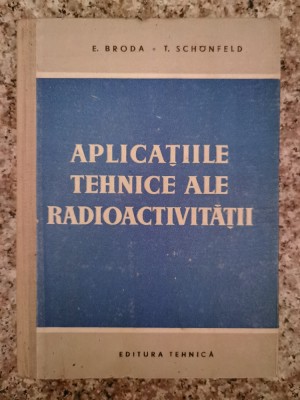 E. BRODA - T. SCHÖNFELD
APLICAȚIILE
TEHNICE ALE
RADIOACTIVITĂȚII
EDITURA TEHNICĂ